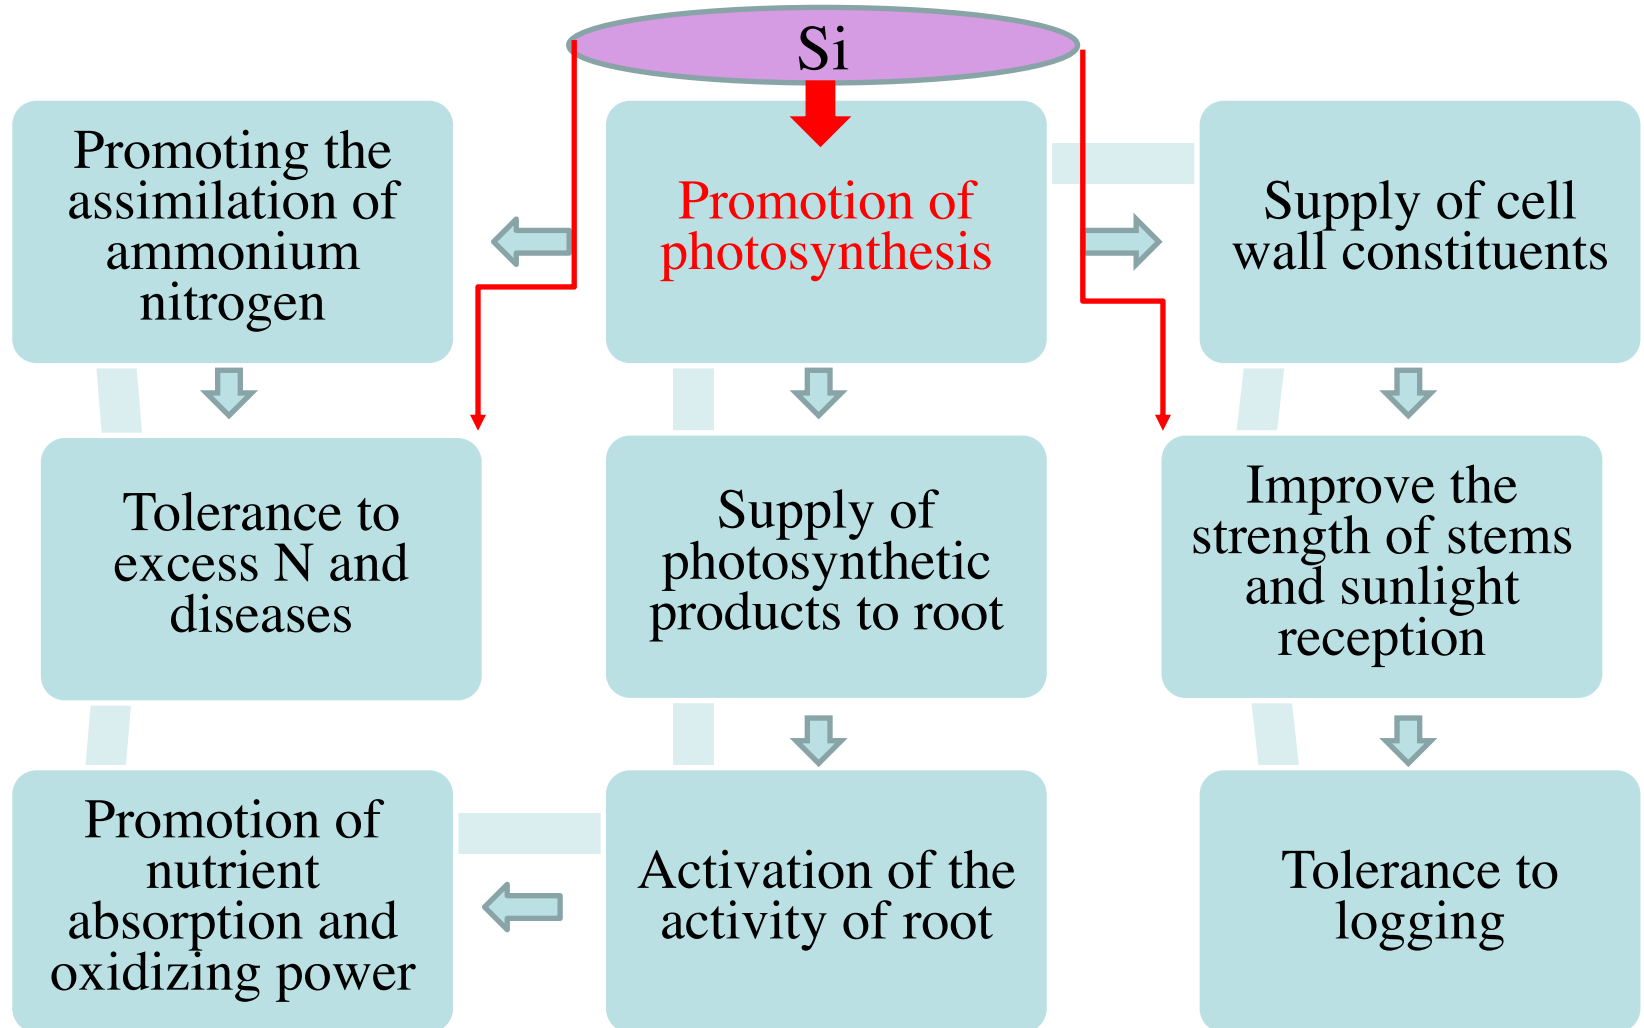 Si
Promoting the
assimilation of
ammonium
nitrogen
Promotion of
photosynthesis
Supply of cell
wall constituents
Tolerance to
excess N and
diseases
Supply of
photosynthetic
products to root
Improve the
strength of stems
and sunlight
reception
Promotion of
nutrient
absorption and
oxidizing power
Activation of the
activity of root
Tolerance to
logging